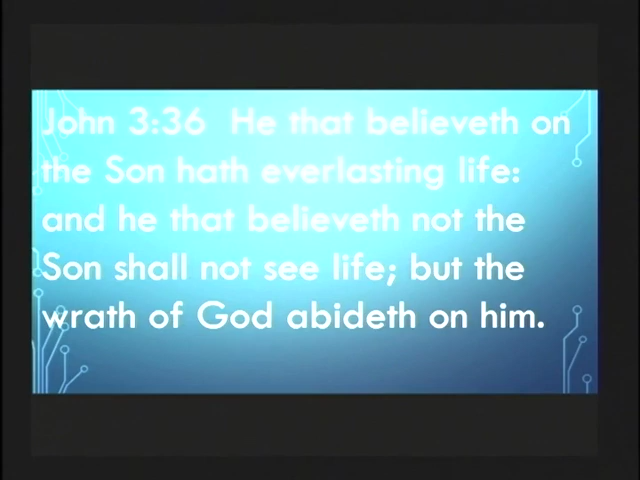 John 3:36 He that believeth on
the Son hath everlasting life:
and he that believeth not the
Son shall not see life; but the
wrath of God abideth on him.